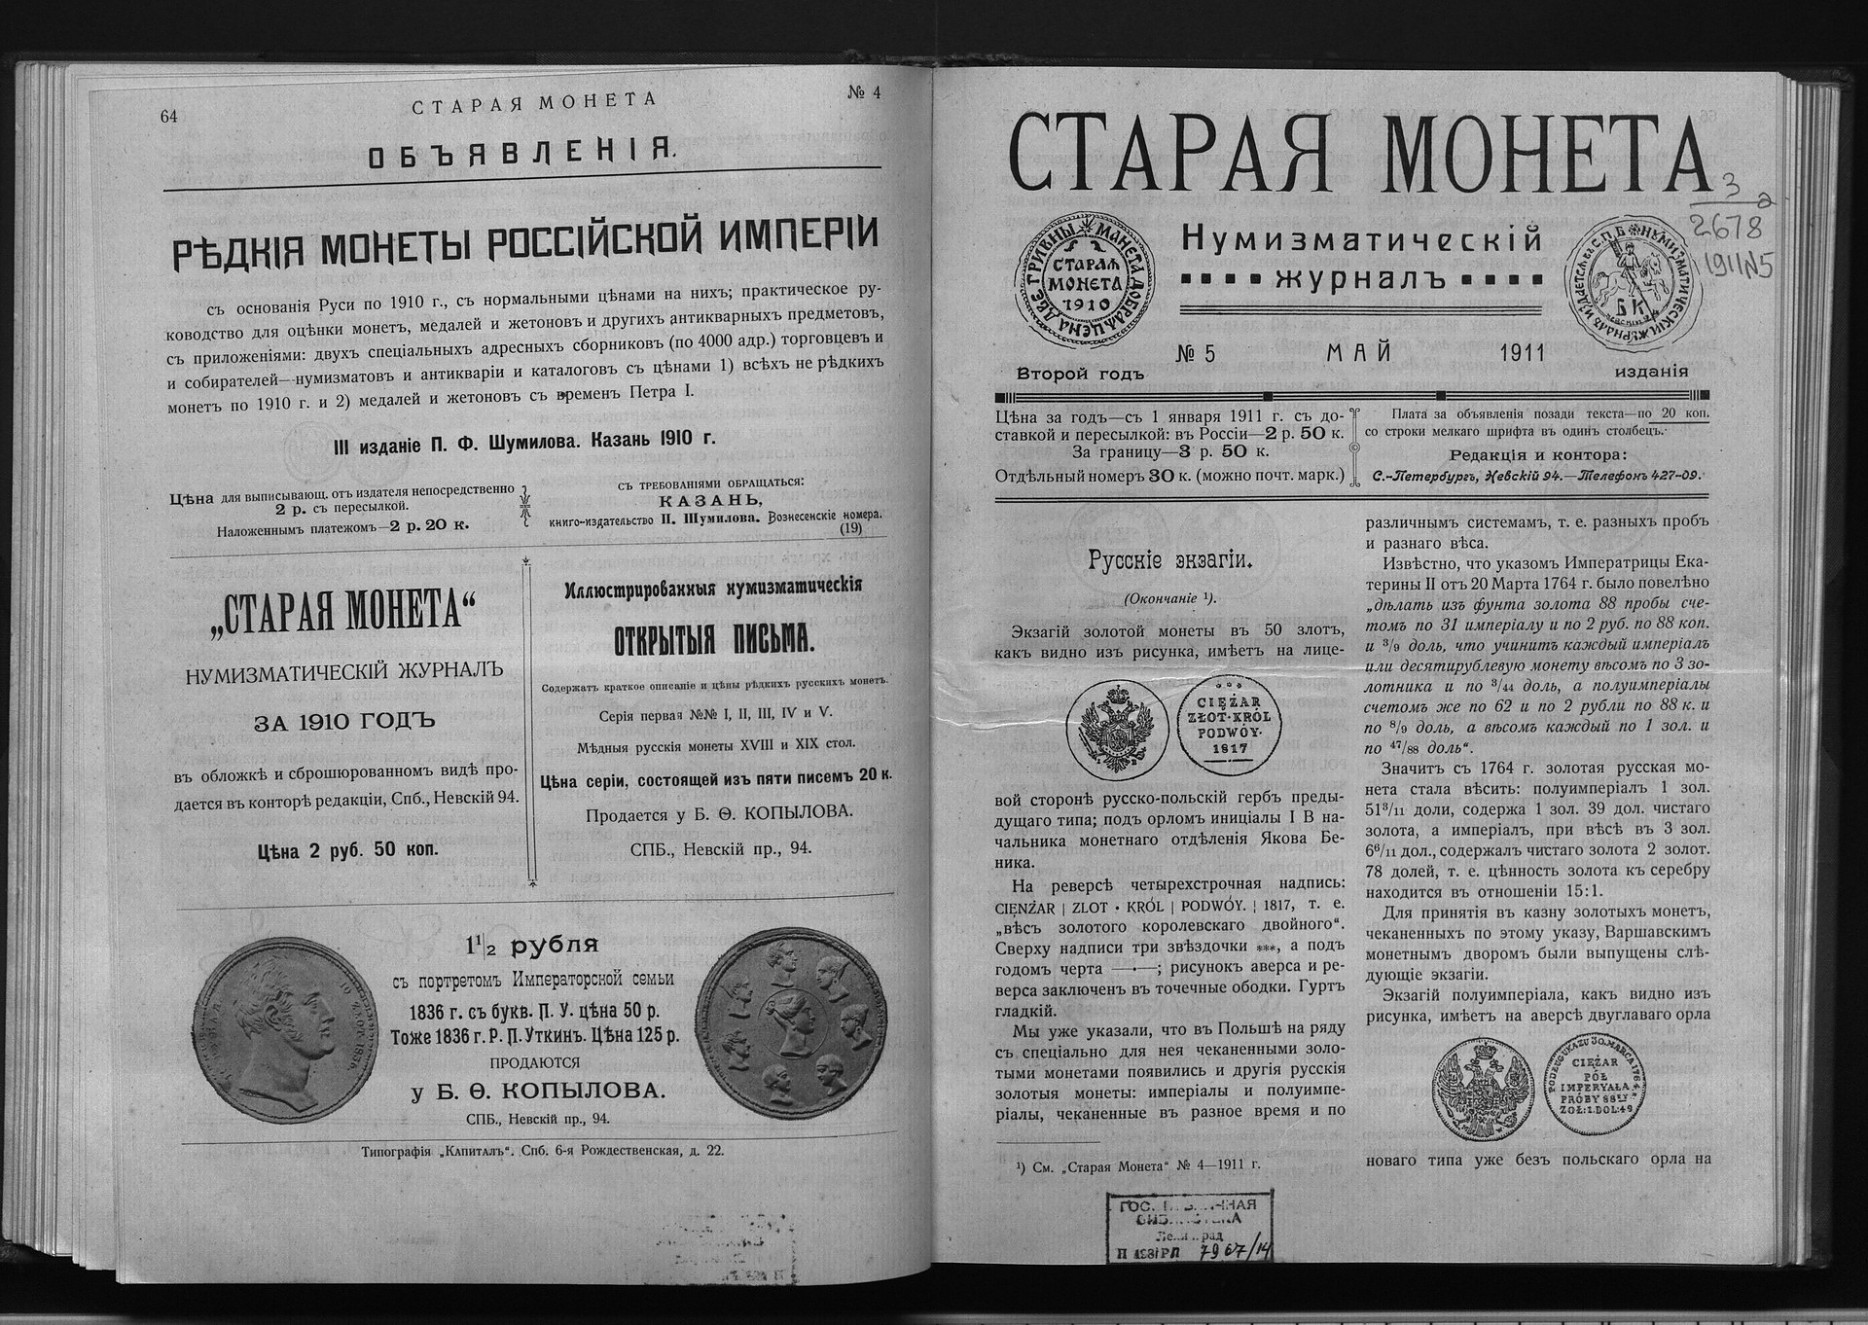 64
СТАРАЯ МОНЕТА
№ 4
ОБЪЯВЛЕНІЯ.
РѢДКІЯ МОНЕТЫ РОССІЙСКОЙ ИМПЕРІИ
съ основанія Руси по 1910 г., съ нормальными цѣнами на нихъ; практическое ру-
ководство для оцѣнки монетъ, медалей и жетоновъ и другихъ антикварныхъ предметовъ,
съ приложеніями: двухъ спеціальныхъ адресныхъ сборниковъ (по 4000 адр.) торговцевъ и
и собирателей—нумизматовъ и антикваріи и каталоговъ съ цѣнами 1) всѣхъ не рѣдкихъ
монетъ по 1910 г. и 2) медалей и жетоновъ съ временъ Петра I.
III изданіе П. Ф. Шумилова. Казань 1910 г.
Цѣна для выписывающ. отъ издателя непосредственно
2 р. съ пересылкой.
Наложеннымъ платежомъ—2 р. 20 к.
СЪ ТРЕБОВАНІЯМИ ОБРАЩАТЬСЯ:
КАЗАНЬ,
книго-издательство П. Шумилова. Вознесенскіе номера.
(19)
„СТАРАЯ МОНЕТА“
НУМИЗМАТИЧЕСКІЙ ЖУРНАЛЪ
ЗА 1910 ГОДЪ
въ обложкѣ и сброшюрованномъ видѣ про-
дается въ конторѣ редакціи, Спб., Невскій 94.
Цѣна 2 руб. 50 коп.
Иллюстрированныя нумизматическія
ОТКРЫТЫЯ ПИСЬМА.
Содержатъ краткое описаніе и цѣны рѣдкихъ русскихъ монетъ.
Серія первая №№ I, II, III, IV и V.
Мѣдныя русскія монеты XVIII и XIX стол.
Цѣна серіи, состоящей изъ пяти писемъ 20 к.
Продается у Б. Ѳ. КОПЫЛОВА.
СПБ., Невскій пр., 94.
1 1/2 рубля
съ портретомъ Императорской семьи
1836 г. съ букв. П. У. цѣна 50 р.
Тоже 1836 г. Р. П. Уткинъ. Цѣна 125 р.
ПРОДАЮТСЯ
у Б. Ѳ. КОПЫЛОВА.
СПБ., Невскій пр., 94.
Типографія „Капиталъ“. Спб. 6-я Рождественская, д. 22.
СТАРАЯ МОНЕТА
3
2678
1911 N5
СТАРАЯ
МОНЕТА
1910
Нумизматическій
журналъ
Б К
№ 5 МАЙ 1911
Второй годъ
изданія
Цѣна за годъ—съ 1 января 1911 г. съ до-
ставкой и пересылкой: въ Россіи—2 р. 50 к.
За границу—3 р. 50 к.
Отдѣльный номеръ 30 к. (можно почт. марк.)
Плата за объявленія позади текста—по 20 коп.
со строки мелкаго шрифта въ одинъ столбецъ.
Редакція и контора:
С.-Петербургъ, Невскій 94.—Телефонъ 427-09.
Русскіе экзагіи.
(Окончаніе ¹).
Экзагій золотой монеты въ 50 злотъ,
какъ видно изъ рисунка, имѣетъ на лице-
CIĘŻAR
ZŁOT·KRÓL
PODWÓY·
1817
вой сторонѣ русско-польскій гербъ преды-
дущаго типа; подъ орломъ иниціалы I B на-
чальника монетнаго отдѣленія Якова Бе-
ника.
На реверсѣ четырехстрочная надпись:
CIĘNŻAR | ZLOT · KRÓL | PODWÓY. | 1817, т. е.
„вѣсъ золотого королевскаго двойного“.
Сверху надписи три звѣздочки ***, а подъ
годомъ черта —·—; рисунокъ аверса и ре-
верса заключенъ въ точечные ободки. Гуртъ
гладкій.
Мы уже указали, что въ Польшѣ на ряду
съ спеціально для нея чеканенными золо-
тыми монетами появились и другія русскія
золотыя монеты: имперіалы и полуимпе-
ріалы, чеканенные въ разное время и по
¹) См. „Старая Монета“ № 4—1911 г.
различнымъ системамъ, т. е. разныхъ пробъ
и разнаго вѣса.
Извѣстно, что указомъ Императрицы Ека-
терины II отъ 20 Марта 1764 г. было повелѣно
„дѣлать изъ фунта золота 88 пробы сче-
томъ по 31 имперіалу и по 2 руб. по 88 коп.
и 3/9 доль, что учинитъ каждый имперіалъ
или десятирублевую монету вѣсомъ по 3 зо-
лотника и по 3/44 доль, а полуимперіалы
счетомъ же по 62 и по 2 рубли по 88 к. и
по 8/9 доль, а вѣсомъ каждый по 1 зол. и
по 47/88 доль“.
Значитъ съ 1764 г. золотая русская мо-
нета стала вѣсить: полуимперіалъ 1 зол.
51 3/11 доли, содержа 1 зол. 39 дол. чистаго
золота, а имперіалъ, при вѣсѣ въ 3 зол.
6 6/11 дол., содержалъ чистаго золота 2 золот.
78 долей, т. е. цѣнность золота къ серебру
находится въ отношеніи 15:1.
Для принятія въ казну золотыхъ монетъ,
чеканенныхъ по этому указу, Варшавскимъ
монетнымъ дворомъ были выпущены слѣ-
дующіе экзагіи.
Экзагій полуимперіала, какъ видно изъ
рисунка, имѣетъ на аверсѣ двуглаваго орла
CIĘŻAR
PÓŁ
IMPERYAŁA
PRÓBY 88
ZOŁ:1.DOL:49
новаго типа уже безъ польскаго орла на
7967/14